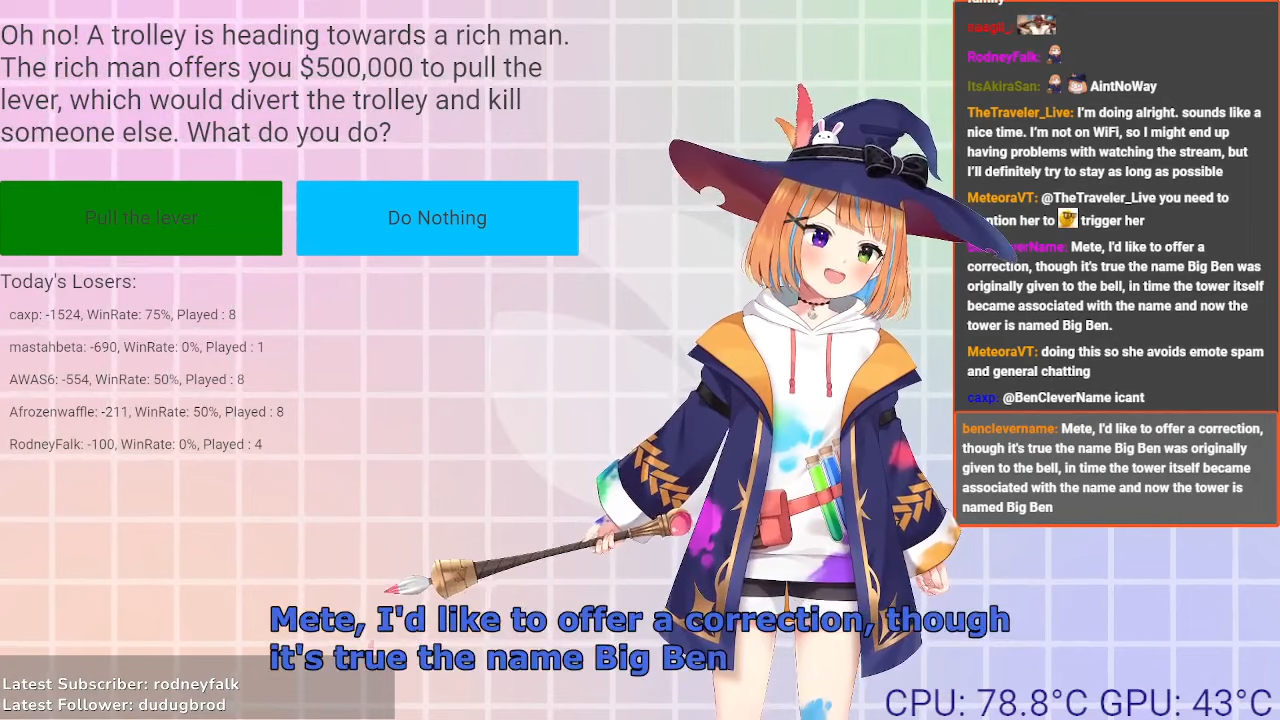 Oh no! A trolley is heading towards a rich man.
The rich man offers you $500,000 to pull the
lever, which would divert the trolley and kill
someone else. What do you do?
Pull the lever
Do Nothing
Today's Losers:
caxp: -1524, WinRate: 75%, Played : 8
mastahbeta: -690, WinRate: 0%, Played : 1
AWAS6: -554, WinRate: 50%, Played : 8
Afrozenwaffle: -211, WinRate: 50%, Played : 8
RodneyFalk: -100, WinRate: 0%, Played : 4
family
RodneyFalk:
ItsAkiraSan: AintNoWay
TheTraveler_Live: I'm doing alright. sounds like a
nice time. I'm not on WiFi, so I might end up
having problems with watching the stream, but
I'll definitely try to stay as long as possible
MeteoraVT: @TheTraveler_Live you need to
ention her to trigger her
erName: Mete, I'd like to offer a
correction, though it's true the name Big Ben was
originally given to the bell, in time the tower itself
became associated with the name and now the
tower is named Big Ben.
MeteoraVT: doing this so she avoids emote spam
and general chatting
caxp: @BenCleverName icant
benclevername: Mete, I'd like to offer a correction,
though it's true the name Big Ben was originally
given to the bell, in time the tower itself became
associated with the name and now the tower is
named Big Ben
Mete, I'd like to offer a correction, though
it's true the name Big Ben
Latest Subscriber: rodneyfalk
Latest Follower: dudugbrod
CPU: 78.8°C GPU: 43°C